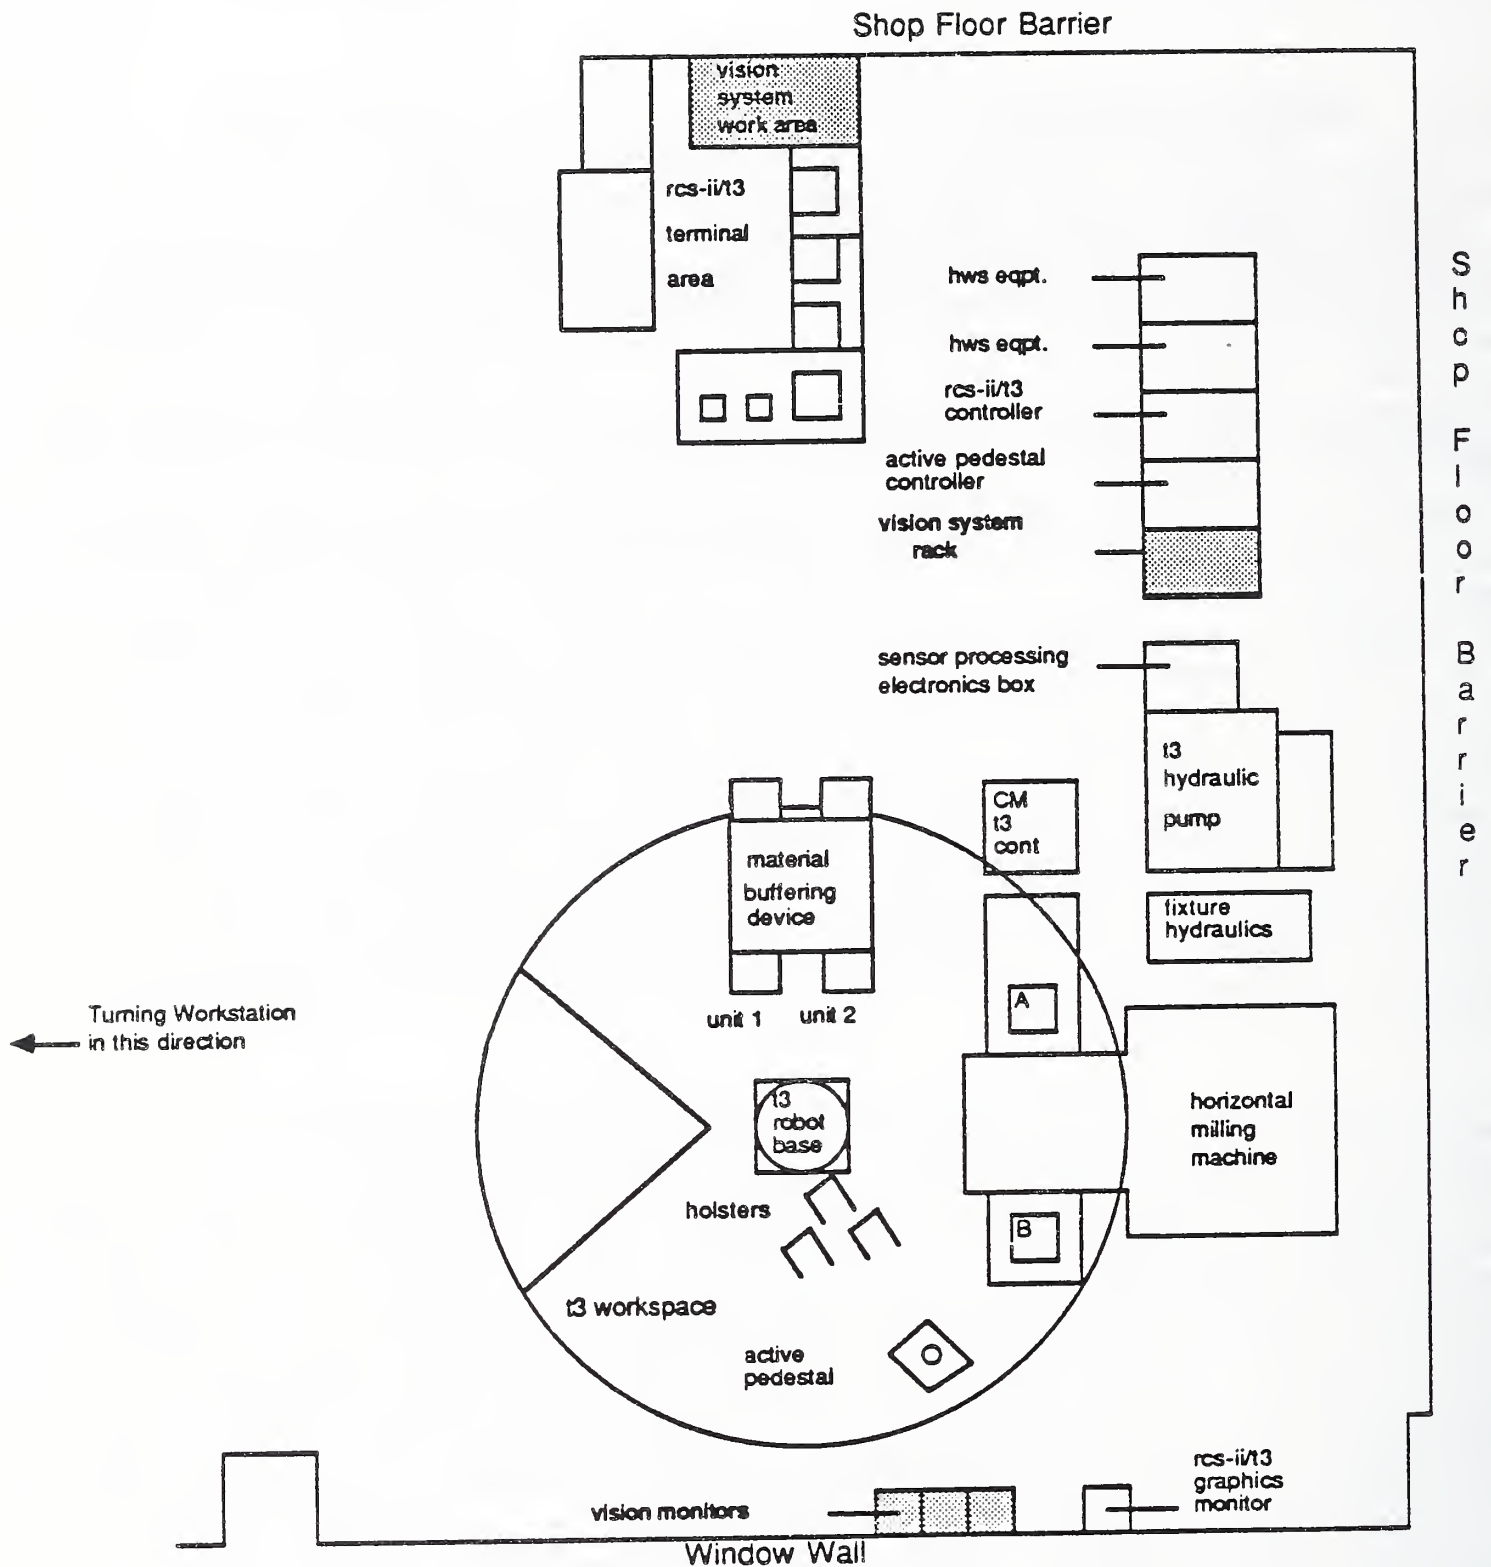 Shop Floor Barrier
vision
system
work area
rcs-ii/t3
terminal
area
hws eqpt.
hws eqpt.
rcs-ii/t3
controller
active pedestal
controller
vision system
rack
Shop Floor Barrier
sensor processing
electronics box
t3
hydraulic
pump
CM
t3
cont
material
buffering
device
fixture
hydraulics
unit 1 unit 2
A
Turning Workstation
in this direction
t3
robot
base
horizontal
milling
machine
holsters
B
t3 workspace
active
pedestal
rcs-ii/t3
graphics
monitor
vision monitors
Window Wall